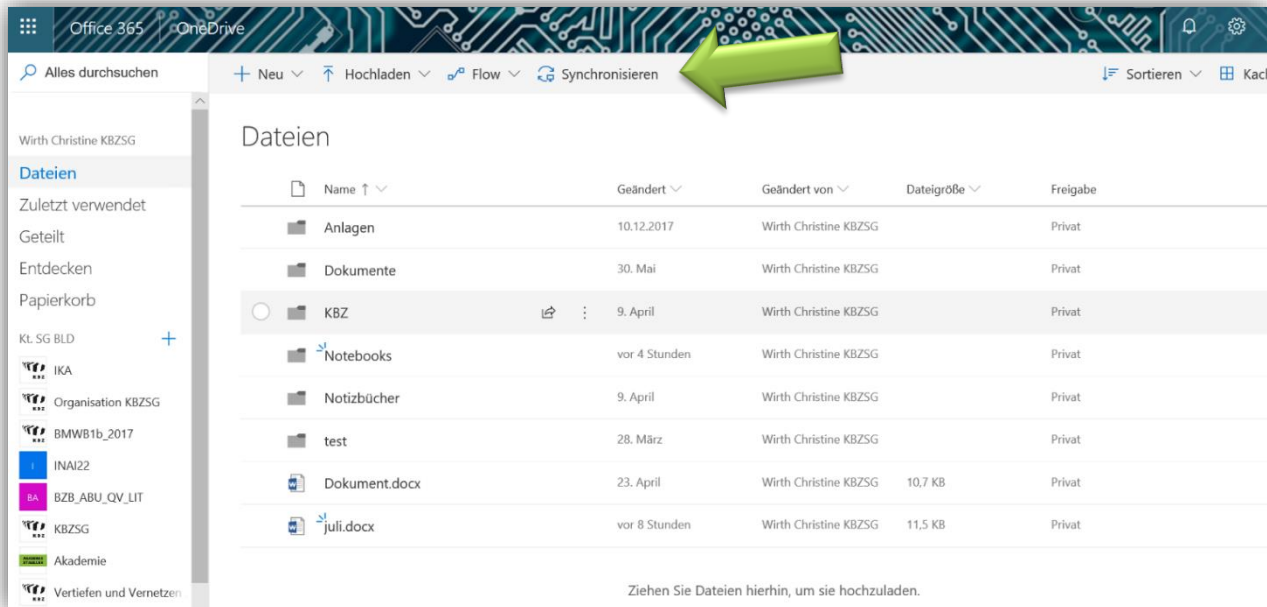 Office 365 OneDrive
Alles durchsuchen
Neu Hochladen Flow Synchronisieren Sortieren Kach
Wirth Christine KBZSG
Dateien
Zuletzt verwendet
Geteilt
Entdecken
Papierkorb
Kt. SG BLD
IKA
Organisation KBZSG
BMWB1b_2017
I INAI22
BA BZB_ABU_QV_LIT
KBZSG
Akademie
Vertiefen und Vernetzen
Dateien
Name Geändert Geändert von Dateigröße Freigabe
Anlagen 10.12.2017 Wirth Christine KBZSG Privat
Dokumente 30. Mai Wirth Christine KBZSG Privat
KBZ 9. April Wirth Christine KBZSG Privat
Notebooks vor 4 Stunden Wirth Christine KBZSG Privat
Notizbücher 9. April Wirth Christine KBZSG Privat
test 28. März Wirth Christine KBZSG Privat
Dokument.docx 23. April Wirth Christine KBZSG 10,7 KB Privat
juli.docx vor 8 Stunden Wirth Christine KBZSG 11,5 KB Privat
Ziehen Sie Dateien hierhin, um sie hochzuladen.